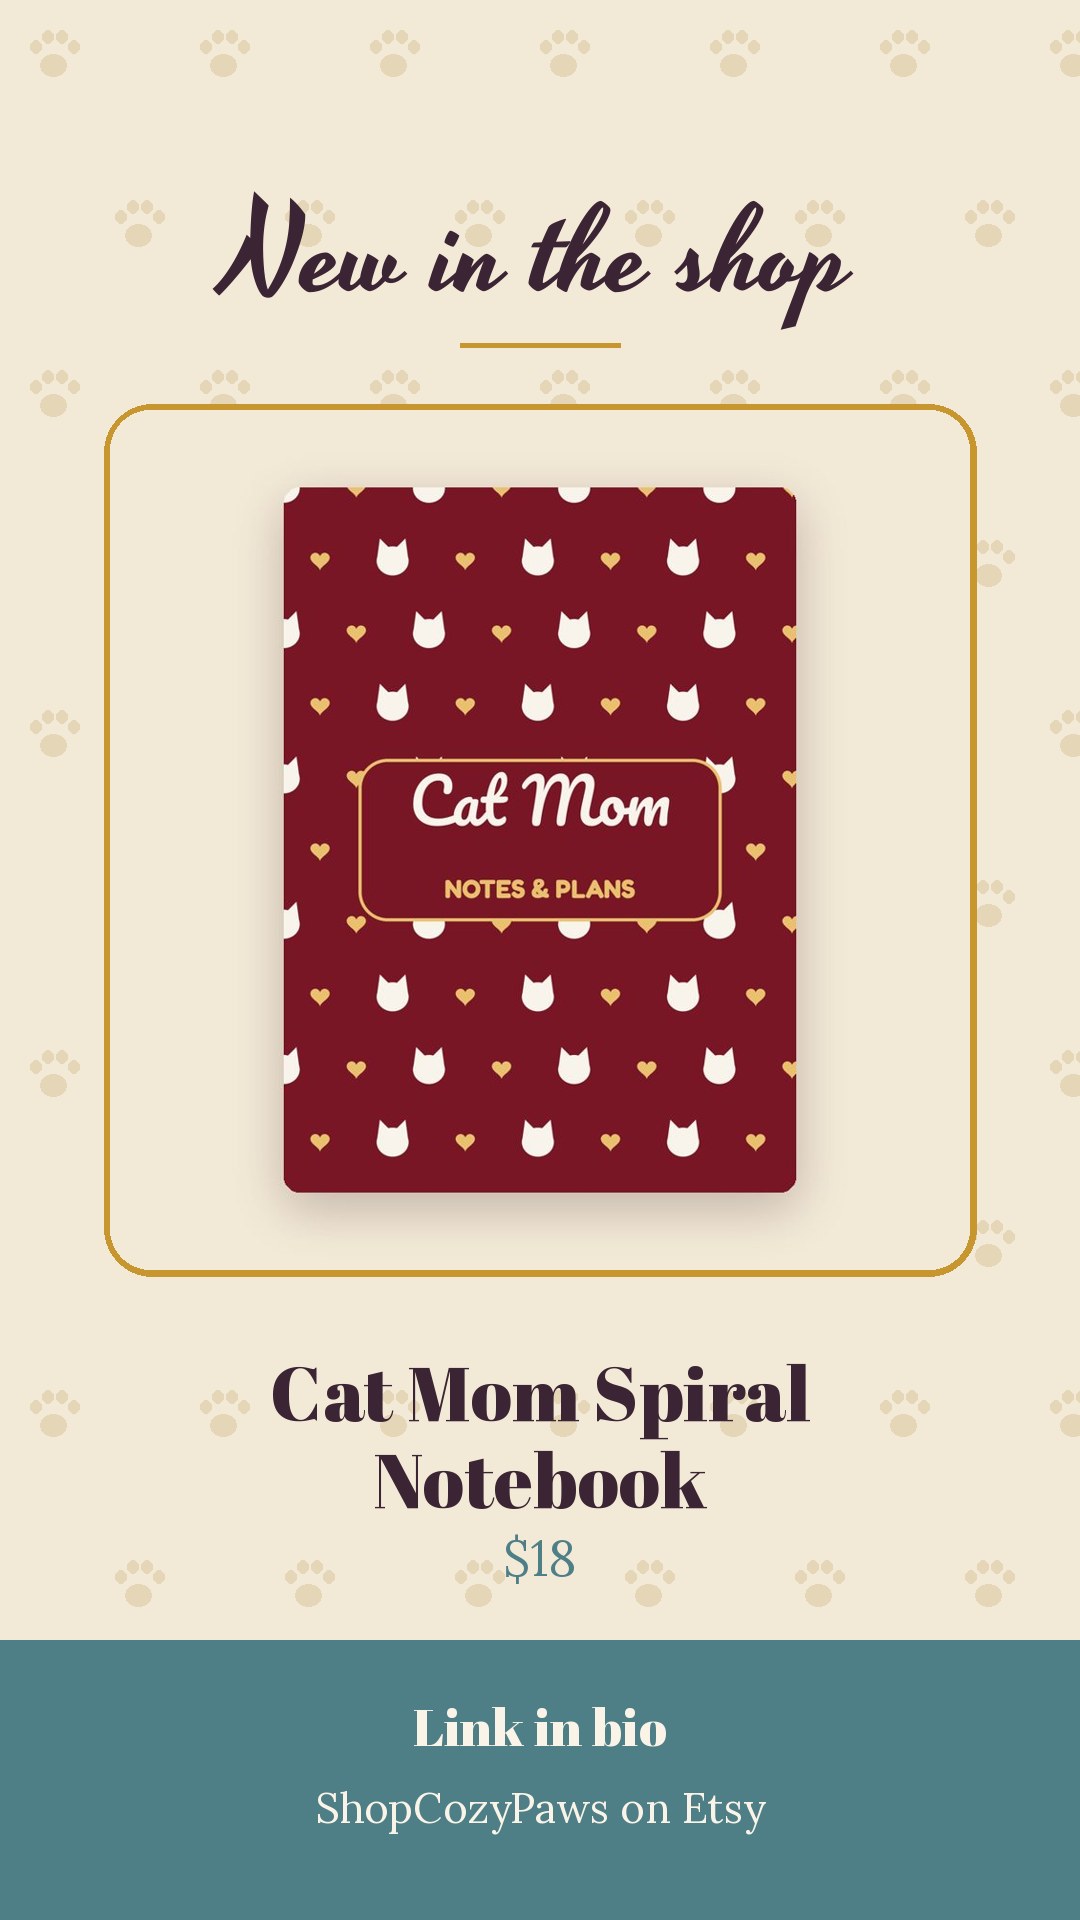 New in the shop
Cat Mom
NOTES & PLANS
Cat Mom Spiral
Notebook
$18
Link in bio
ShopCozyPaws on Etsy